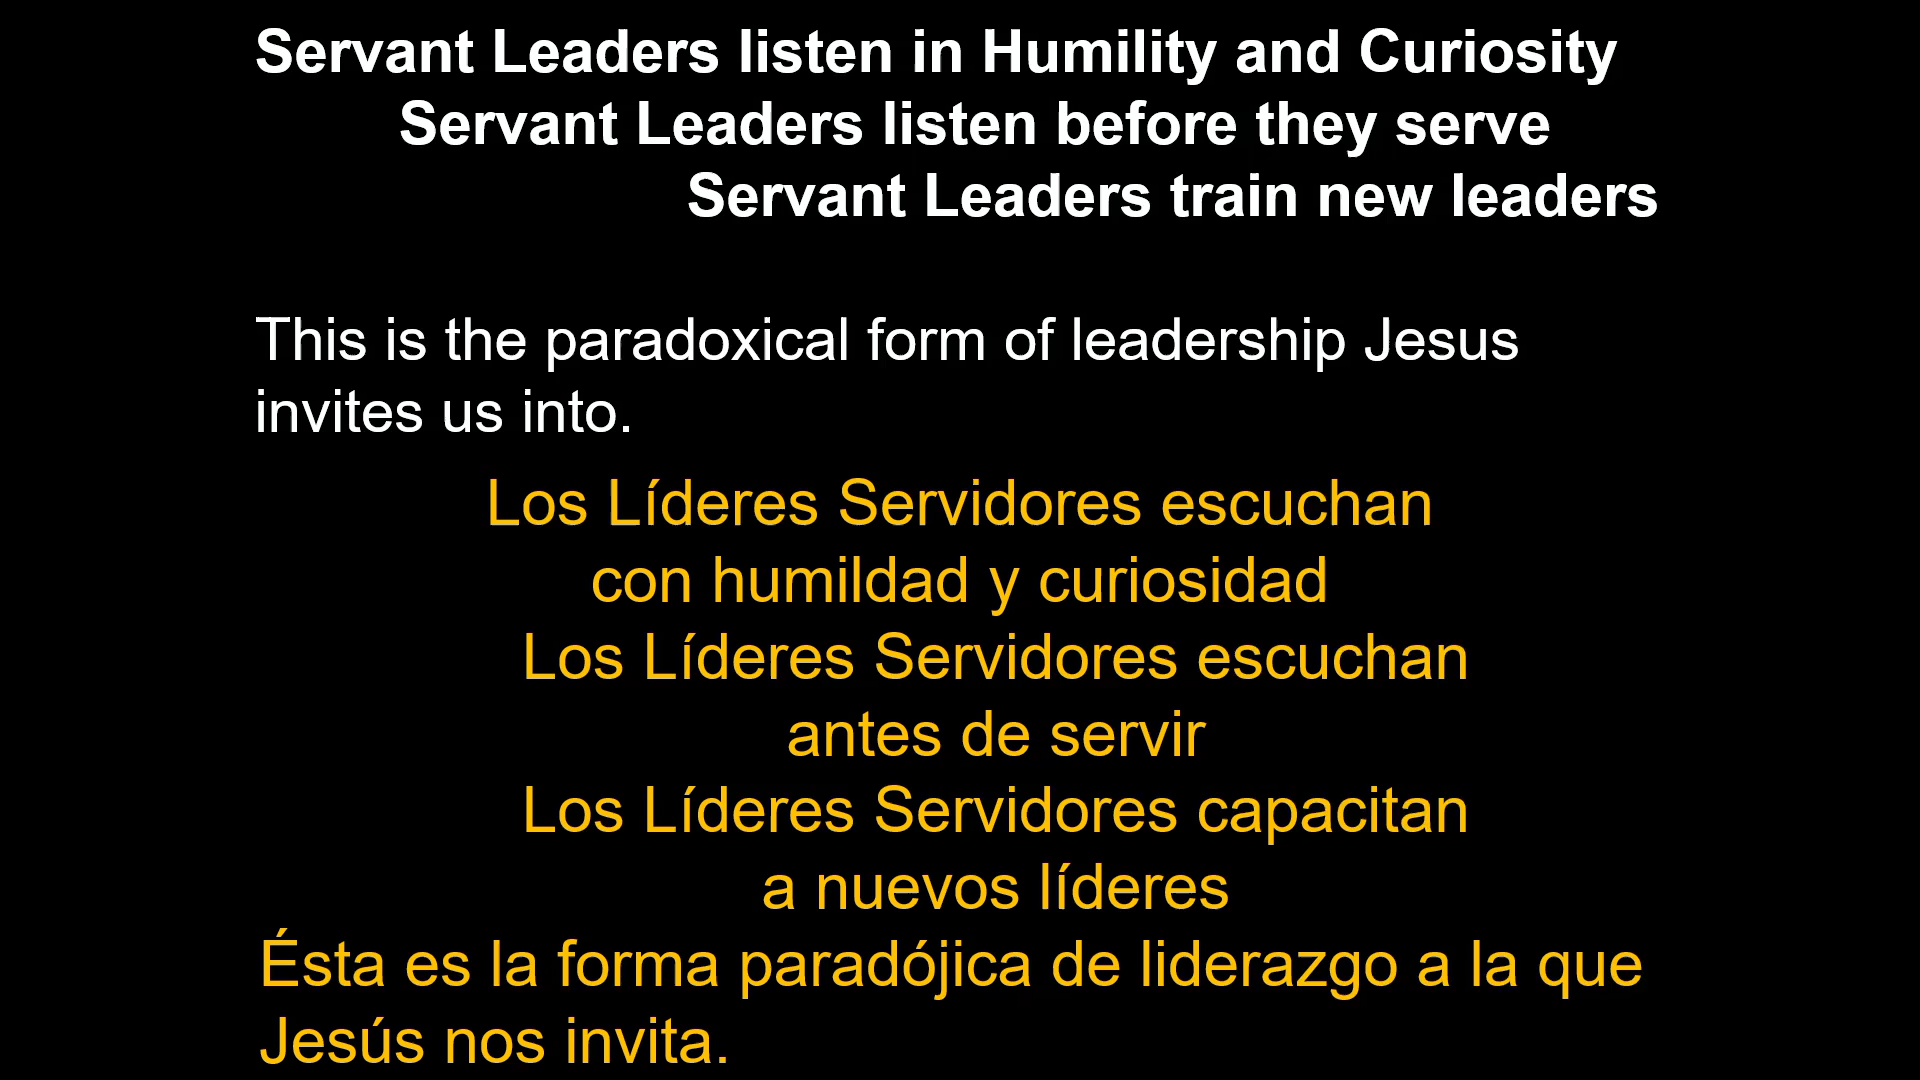 Servant Leaders listen in Humility and Curiosity
Servant Leaders listen before they serve
Servant Leaders train new leaders
This is the paradoxical form of leadership Jesus
invites us into.
Los Líderes Servidores escuchan
con humildad y curiosidad
Los Líderes Servidores escuchan
antes de servir
Los Líderes Servidores capacitan
a nuevos líderes
Ésta es la forma paradójica de liderazgo a la que
Jesús nos invita.